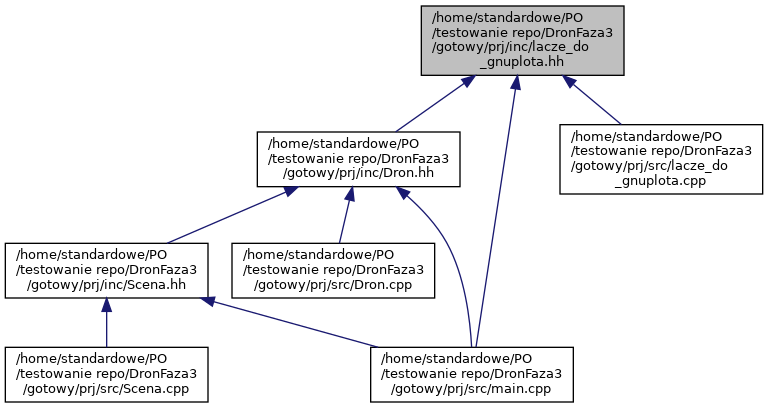 /home/standardowe/PO
/testowanie repo/DronFaza3
/gotowy/prj/inc/lacze_do
_gnuplota.hh
/home/standardowe/PO
/testowanie repo/DronFaza3
/gotowy/prj/inc/Dron.hh
/home/standardowe/PO
/testowanie repo/DronFaza3
/gotowy/prj/src/lacze_do
_gnuplota.cpp
/home/standardowe/PO
/testowanie repo/DronFaza3
/gotowy/prj/inc/Scena.hh
/home/standardowe/PO
/testowanie repo/DronFaza3
/gotowy/prj/src/Dron.cpp
/home/standardowe/PO
/testowanie repo/DronFaza3
/gotowy/prj/src/Scena.cpp
/home/standardowe/PO
/testowanie repo/DronFaza3
/gotowy/prj/src/main.cpp